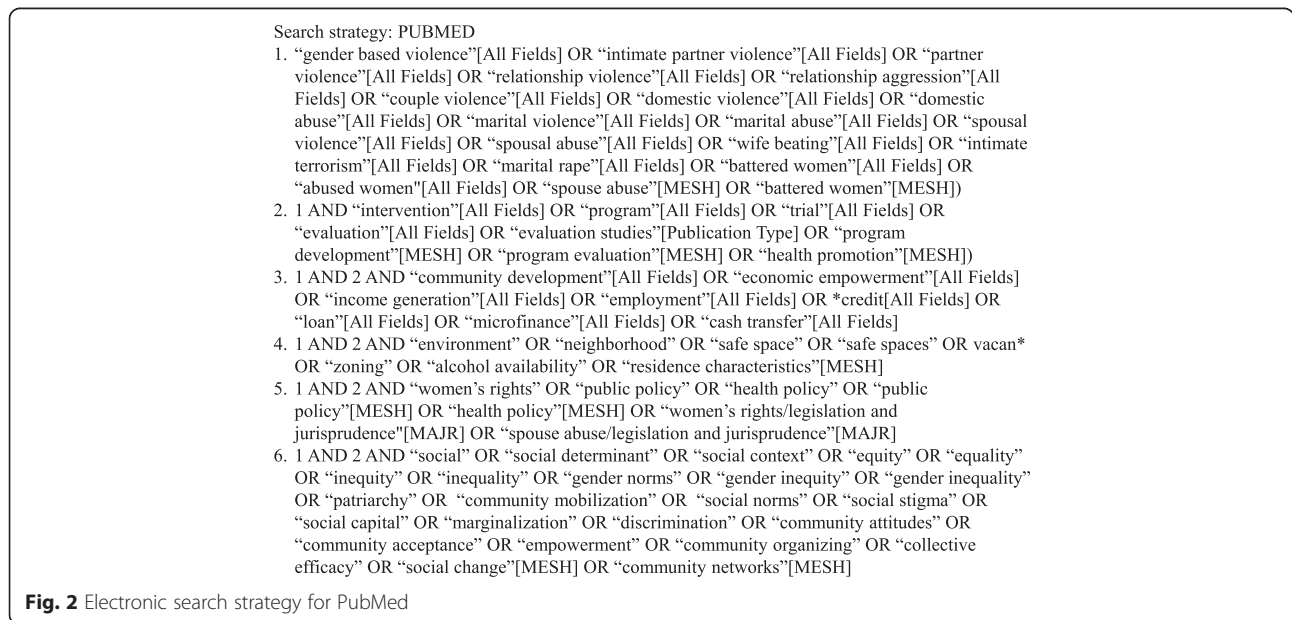 Search strategy: PUBMED
1. “gender based violence”[All Fields] OR “intimate partner violence”[All Fields] OR “partner
violence”[All Fields] OR “relationship violence”[All Fields] OR “relationship aggression”[All
Fields] OR “couple violence”[All Fields] OR “domestic violence”[All Fields] OR “domestic
abuse”[All Fields] OR “marital violence”[All Fields] OR “marital abuse”[All Fields] OR “spousal
violence”[All Fields] OR “spousal abuse”[All Fields] OR “wife beating”[All Fields] OR “intimate
terrorism”[All Fields] OR “marital rape”[All Fields] OR “battered women”[All Fields] OR
“abused women"[All Fields] OR “spouse abuse”[MESH] OR “battered women”[MESH])
2. 1 AND “intervention”[All Fields] OR “program”[All Fields] OR “trial”[All Fields] OR
“evaluation”[All Fields] OR “evaluation studies”[Publication Type] OR “program
development”[MESH] OR “program evaluation”[MESH] OR “health promotion”[MESH])
3. 1 AND 2 AND “community development”[All Fields] OR “economic empowerment”[All Fields]
OR “income generation”[All Fields] OR “employment”[All Fields] OR *credit[All Fields] OR
“loan”[All Fields] OR “microfinance”[All Fields] OR “cash transfer”[All Fields]
4. 1 AND 2 AND “environment” OR “neighborhood” OR “safe space” OR “safe spaces” OR vacan*
OR “zoning” OR “alcohol availability” OR “residence characteristics”[MESH]
5. 1 AND 2 AND “women’s rights” OR “public policy” OR “health policy” OR “public
policy”[MESH] OR “health policy”[MESH] OR “women’s rights/legislation and
jurisprudence"[MAJR] OR “spouse abuse/legislation and jurisprudence”[MAJR]
6. 1 AND 2 AND “social” OR “social determinant” OR “social context” OR “equity” OR “equality”
OR “inequity” OR “inequality” OR “gender norms” OR “gender inequity” OR “gender inequality”
OR “patriarchy” OR “community mobilization” OR “social norms” OR “social stigma” OR
“social capital” OR “marginalization” OR “discrimination” OR “community attitudes” OR
“community acceptance” OR “empowerment” OR “community organizing” OR “collective
efficacy” OR “social change”[MESH] OR “community networks”[MESH]
Fig. 2 Electronic search strategy for PubMed